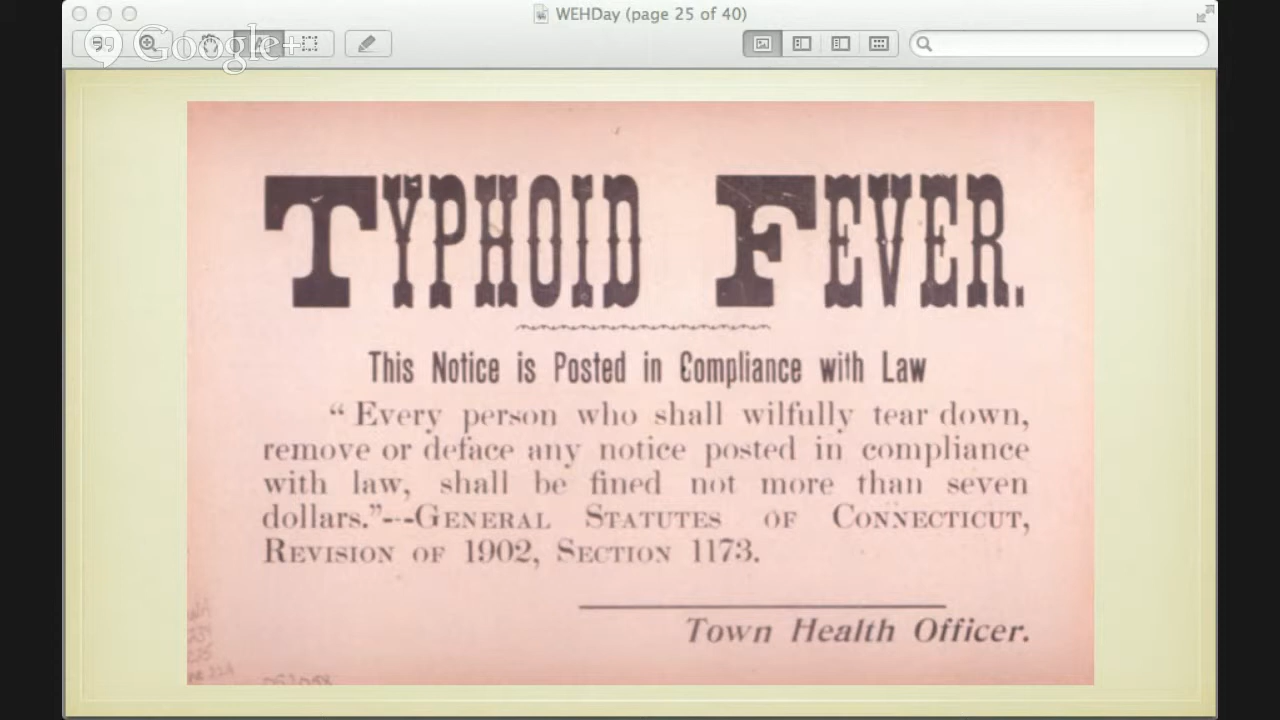 WEHDay (page 25 of 40)
Google+
TYPHOID FEVER.
This Notice is Posted in Compliance with Law
“ Every person who shall wilfully tear down,
remove or deface any notice posted in compliance
with law, shall be fined not more than seven
dollars.”---GENERAL STATUTES OF CONNECTICUT,
REVISION OF 1902, SECTION 1173.
Town Health Officer.